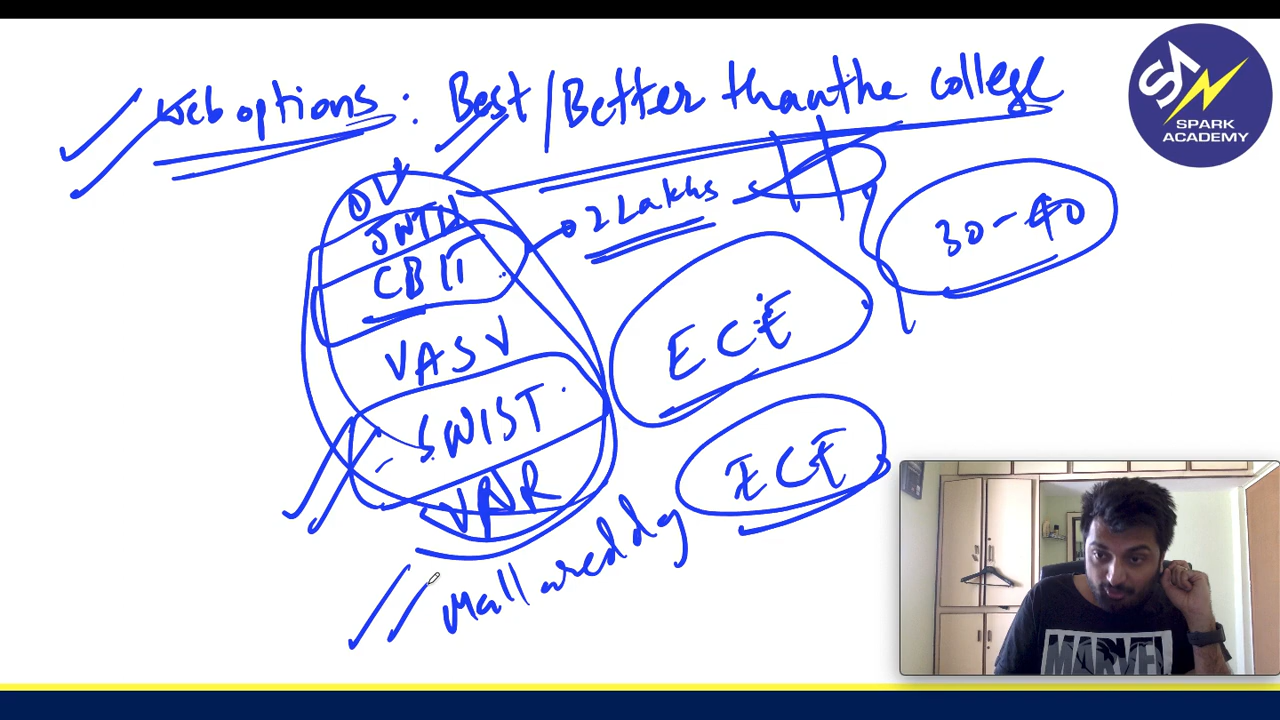 Web options : Best/Better than the college
SPARK
ACADEMY
OU
JNTU
2 Lakhs
30-40
CBIT
ECE
VASV
SWIST
ECE
VNR
Mallareddy
MARVEL